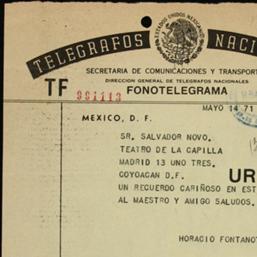 TELEGRAFOS NACI
ESTADOS UNIDOS MEXICANOS
SECRETARIA DE COMUNICACIONES Y TRANSPORT
DIRECCION GENERAL DE TELEGRAFOS NACIONALES
TF FONOTELEGRAMA
991113
MAYO 14 71
MEXICO, D. F.
SR. SALVADOR NOVO.
TEATRO DE LA CAPILLA
MADRID 13 UNO TRES.
COYOACAN D.F.
UR
UN RECUERDO CARIÑOSO EN EST
AL MAESTRO Y AMIGO SALUDOS.
HORACIO FONTANO